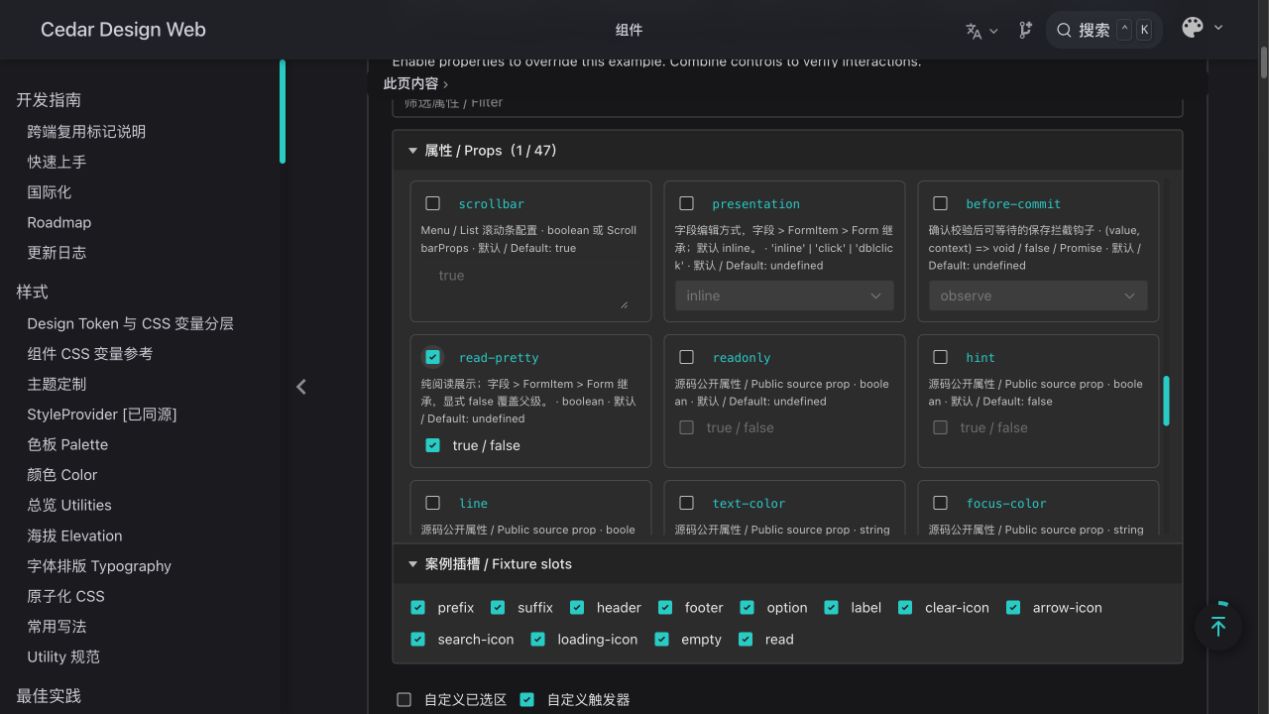 Cedar Design Web
组件
搜索 ^ K
开发指南
跨端复用标记说明
快速上手
国际化
Roadmap
更新日志
样式
Design Token 与 CSS 变量分层
组件 CSS 变量参考
主题定制
StyleProvider [已同源]
色板 Palette
颜色 Color
总览 Utilities
海拔 Elevation
字体排版 Typography
原子化 CSS
常用写法
Utility 规范
最佳实践
Enable properties to override this example. Combine controls to verify interactions.
此页内容 ›
筛选属性 / Filter
属性 / Props（1 / 47）
scrollbar
Menu / List 滚动条配置 · boolean 或 Scroll
barProps · 默认 / Default: true
true
presentation
字段编辑方式，字段 > FormItem > Form 继
承；默认 inline。 · 'inline' | 'click' | 'dblclic
k' · 默认 / Default: undefined
inline
before-commit
确认校验后可等待的保存拦截钩子 · (value,
context) => void / false / Promise · 默认 /
Default: undefined
observe
read-pretty
纯阅读展示；字段 > FormItem > Form 继
承，显式 false 覆盖父级。 · boolean · 默认
/ Default: undefined
true / false
readonly
源码公开属性 / Public source prop · boole
an · 默认 / Default: undefined
true / false
hint
源码公开属性 / Public source prop · boole
an · 默认 / Default: false
true / false
line
源码公开属性 / Public source prop · boole
text-color
源码公开属性 / Public source prop · string
focus-color
源码公开属性 / Public source prop · string
案例插槽 / Fixture slots
prefix suffix header footer option label clear-icon arrow-icon
search-icon loading-icon empty read
自定义已选区 自定义触发器